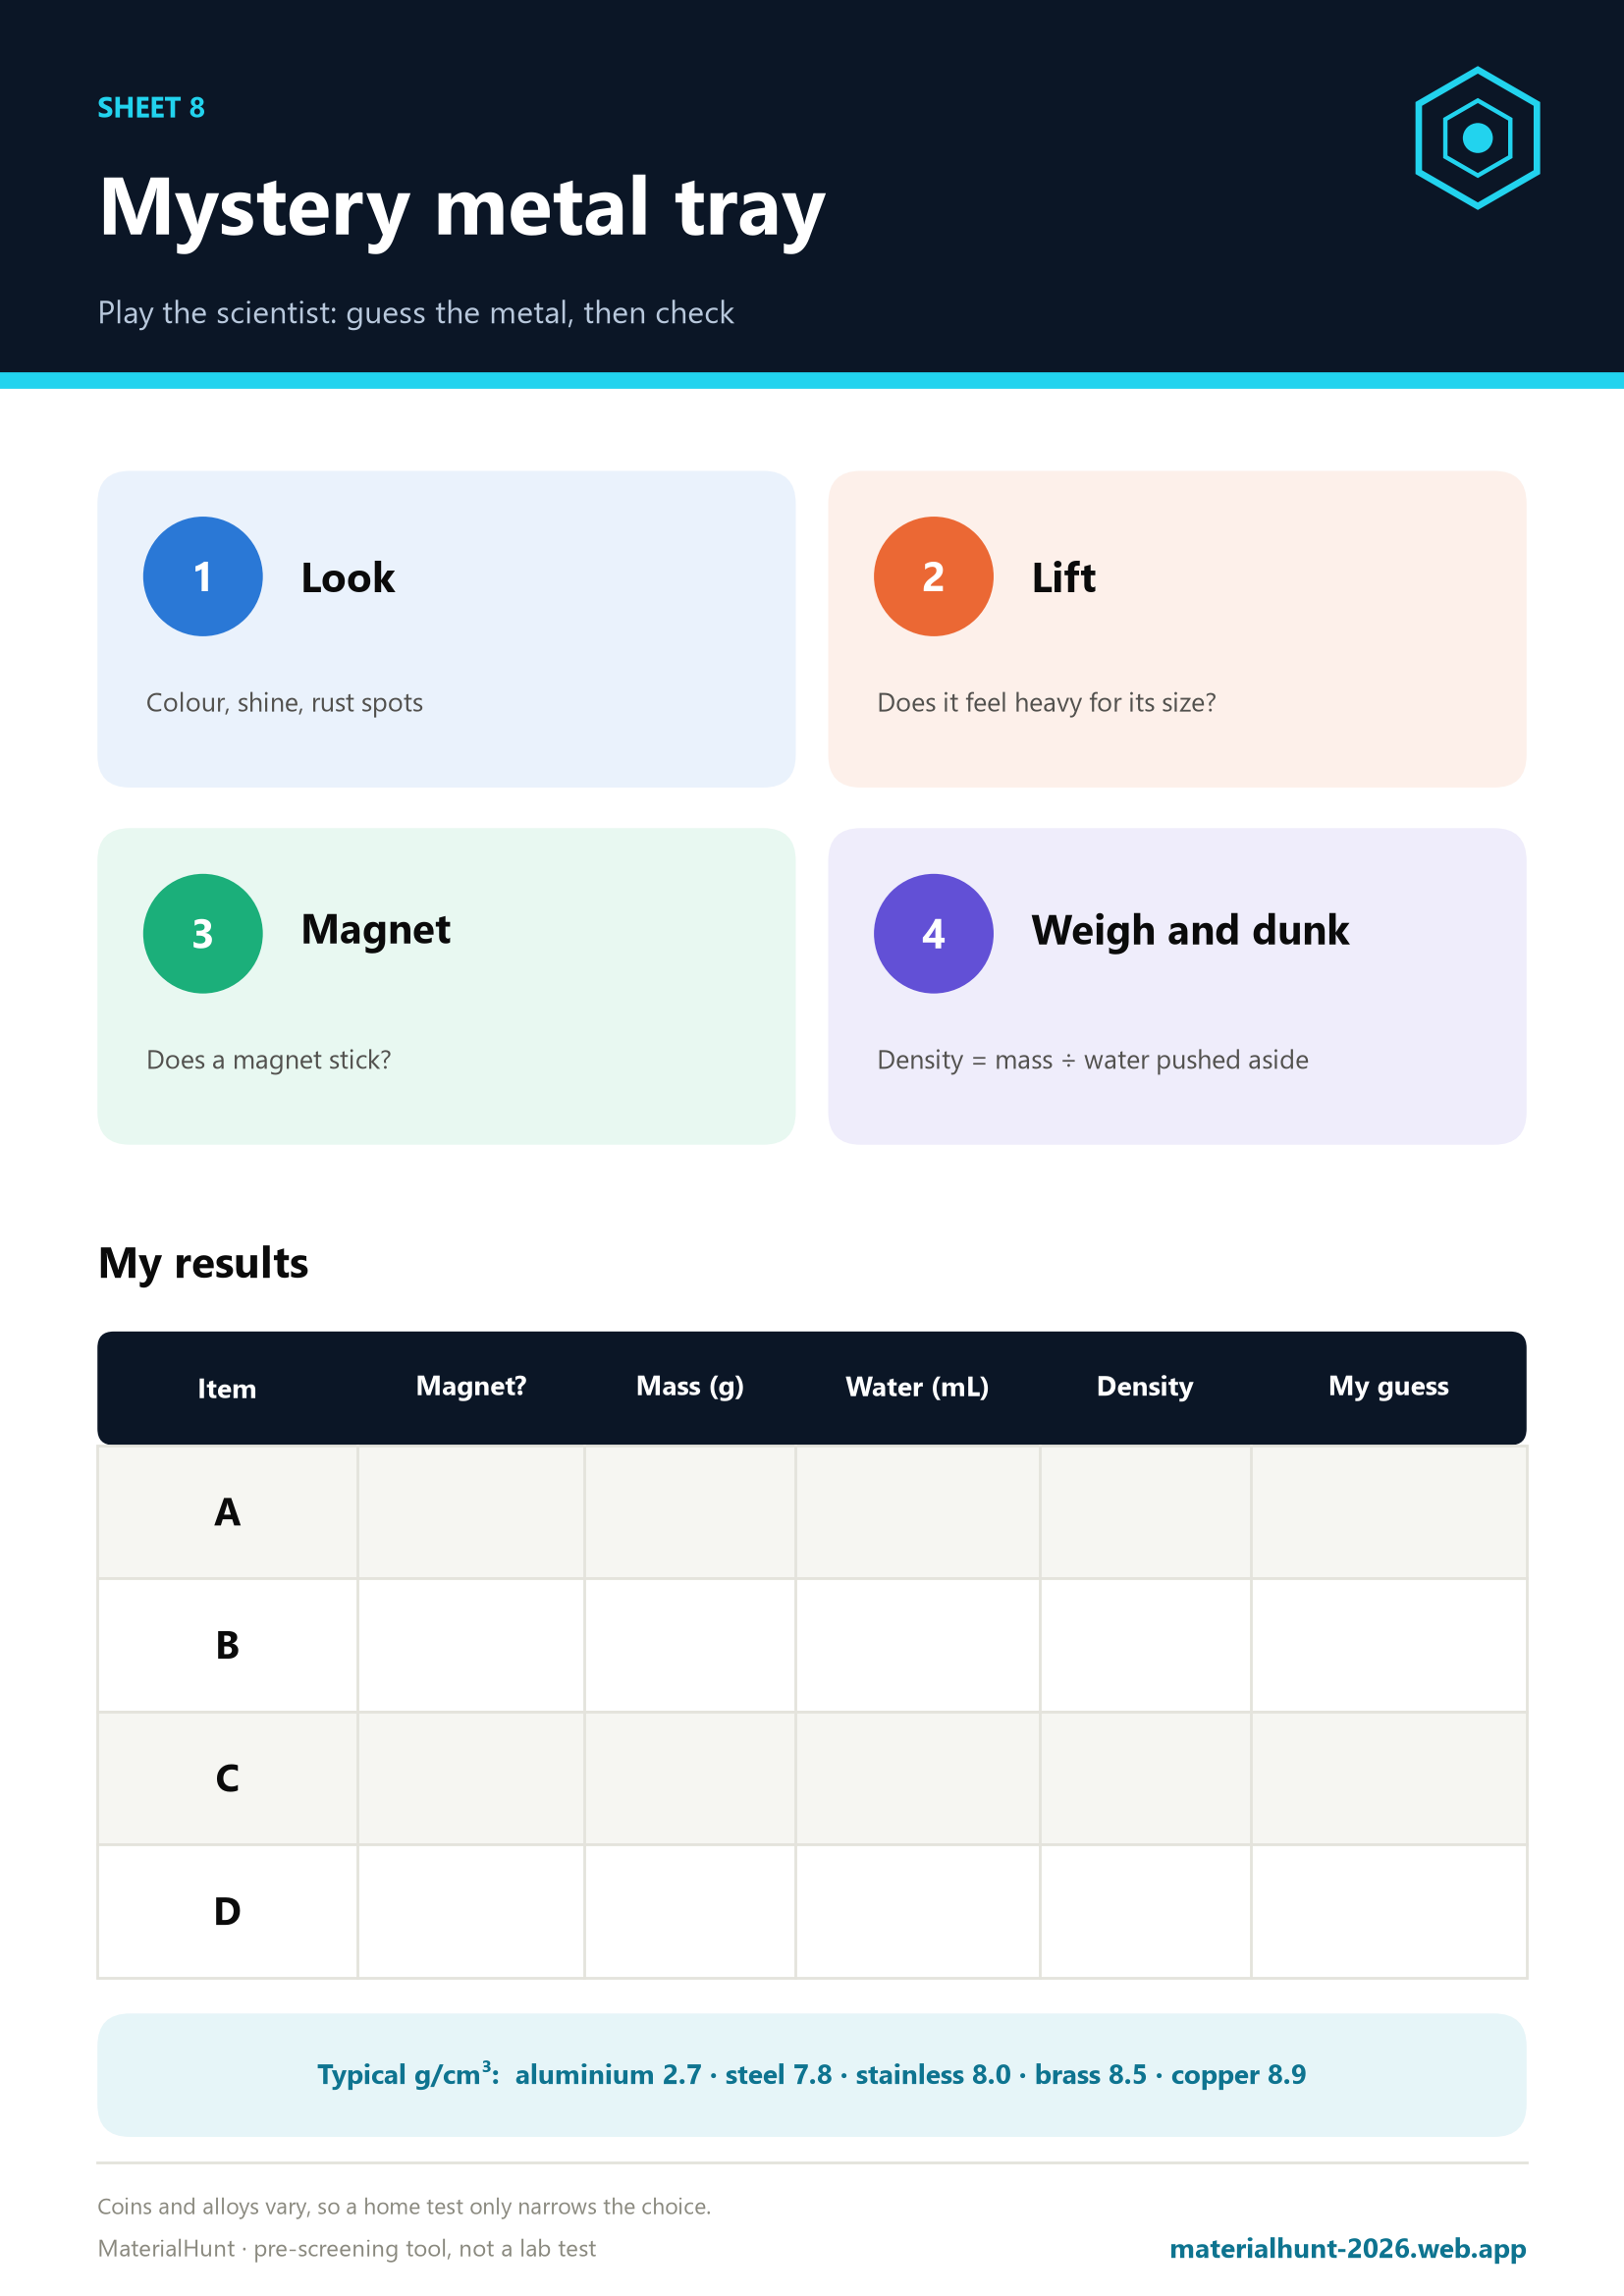 SHEET 8
Mystery metal tray
Play the scientist: guess the metal, then check
1
Look
Colour, shine, rust spots
2
Lift
Does it feel heavy for its size?
3
Magnet
Does a magnet stick?
4
Weigh and dunk
Density = mass ÷ water pushed aside
My results
Item Magnet? Mass (g) Water (mL) Density My guess
A
B
C
D
Typical g/cm³: aluminium 2.7 · steel 7.8 · stainless 8.0 · brass 8.5 · copper 8.9
Coins and alloys vary, so a home test only narrows the choice.
MaterialHunt · pre-screening tool, not a lab test
materialhunt-2026.web.app